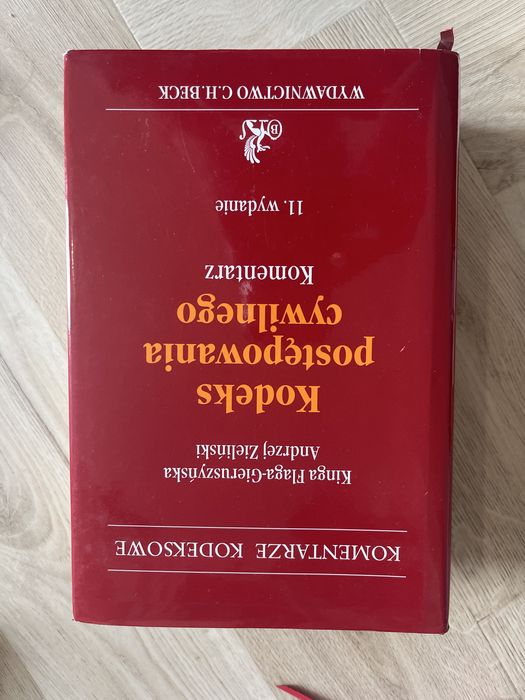 KOMENTARZE KODEKSOWE
Kinga Flaga-Gieruszyńska
Andrzej Zieliński
Kodeks
postępowania
cywilnego
Komentarz
11. wydanie
B
WYDAWNICTWO C.H.BECK